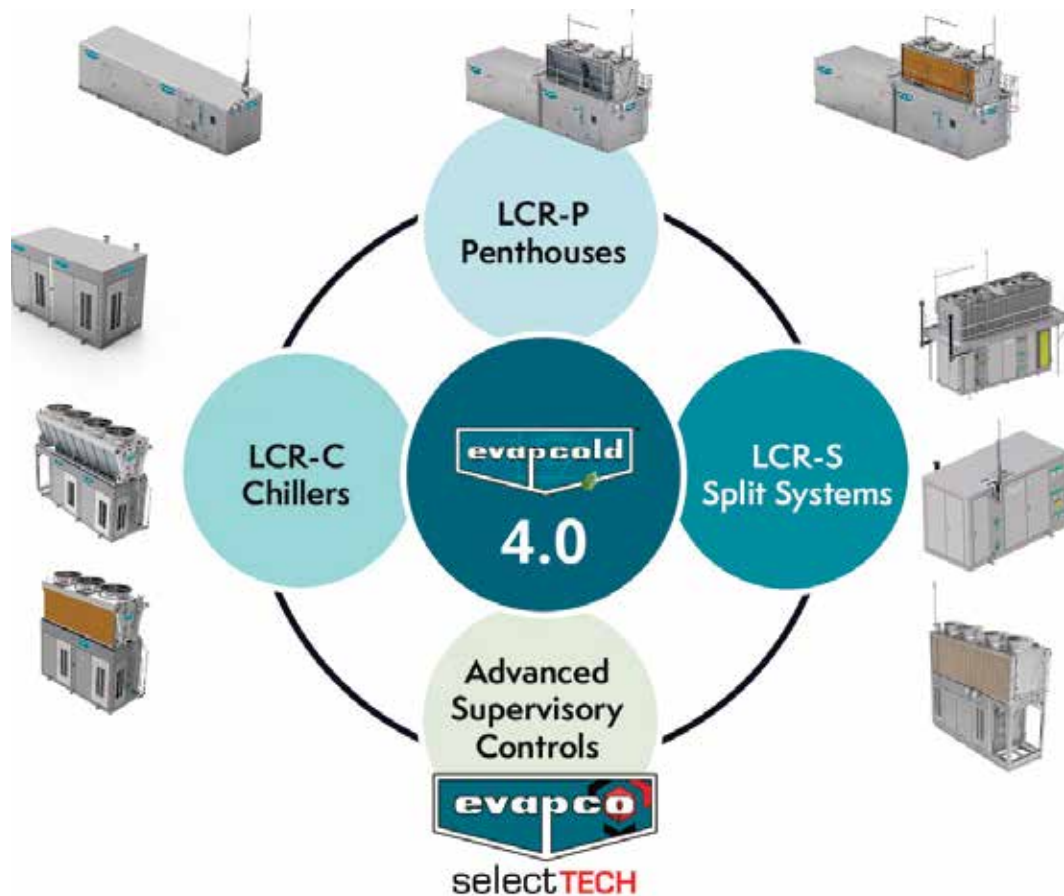 LCR-P
Penthouses
LCR-C
Chillers
evapcold
4.0
LCR-S
Split Systems
Advanced
Supervisory
Controls
evapco
selectTECH